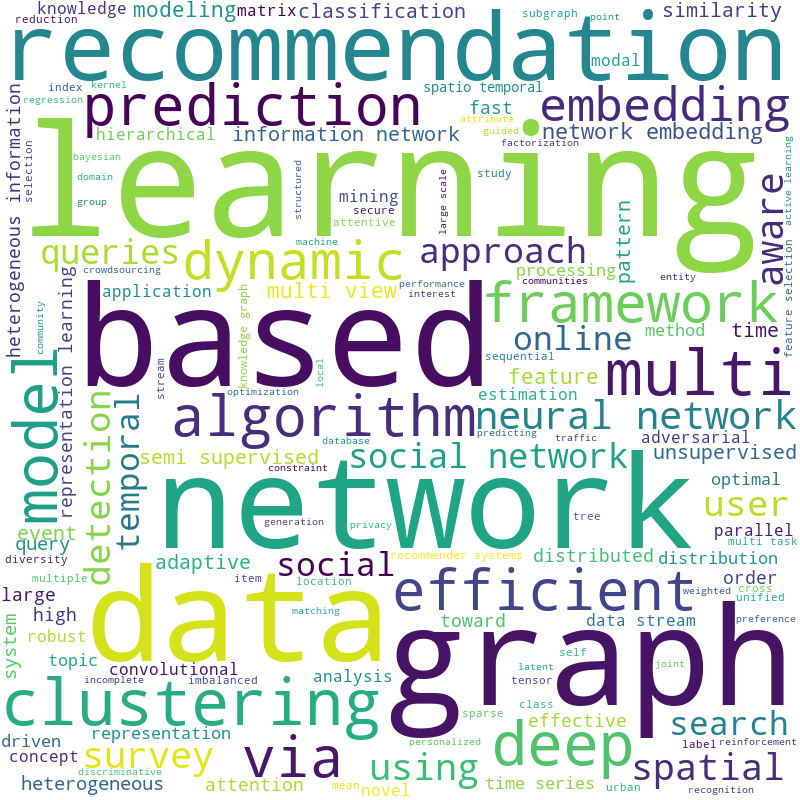 knowledge
modeling
matrix
classification
subgraph
point
similarity
reduction
recommendation
modal
index
kernel
spatio temporal
regression
prediction
fast
attribute
embedding
hierarchical
information network
guided
network embedding
factorization
learning
heterogeneous information
selection
bayesian
domain
group
structured
mining
secure
attentive
large scale
study
pattern
aware
active learning
feature selection
machine
queries
dynamic
approach
processing
communities
entity
crowdsourcing
application
multi view
performance
interest
framework
method
time
community
representation learning
based
knowledge graph
local
online
sequential
stream
optimization
feature
multi
estimation
model
algorithm
neural network
predicting
traffic
adversarial
database
detection
temporal
semi supervised
constraint
social network
unsupervised
optimal
network
user
event
generation
privacy
tree
parallel
query
multi task
diversity
adaptive
social
recommender systems
distributed
distribution
multiple
item
location
efficient
order
cross
weighted
unified
large
high
data
matching
preference
system
robust
toward
data stream
graph
topic
convolutional
analysis
self
latent
joint
incomplete
imbalanced
tensor
clustering
class
sparse
effective
search
driven
representation
personalized
deep
label
reinforcement
concept
survey
via
using
spatial
discriminative
heterogeneous
attention
mean
novel
time series
urban
recognition